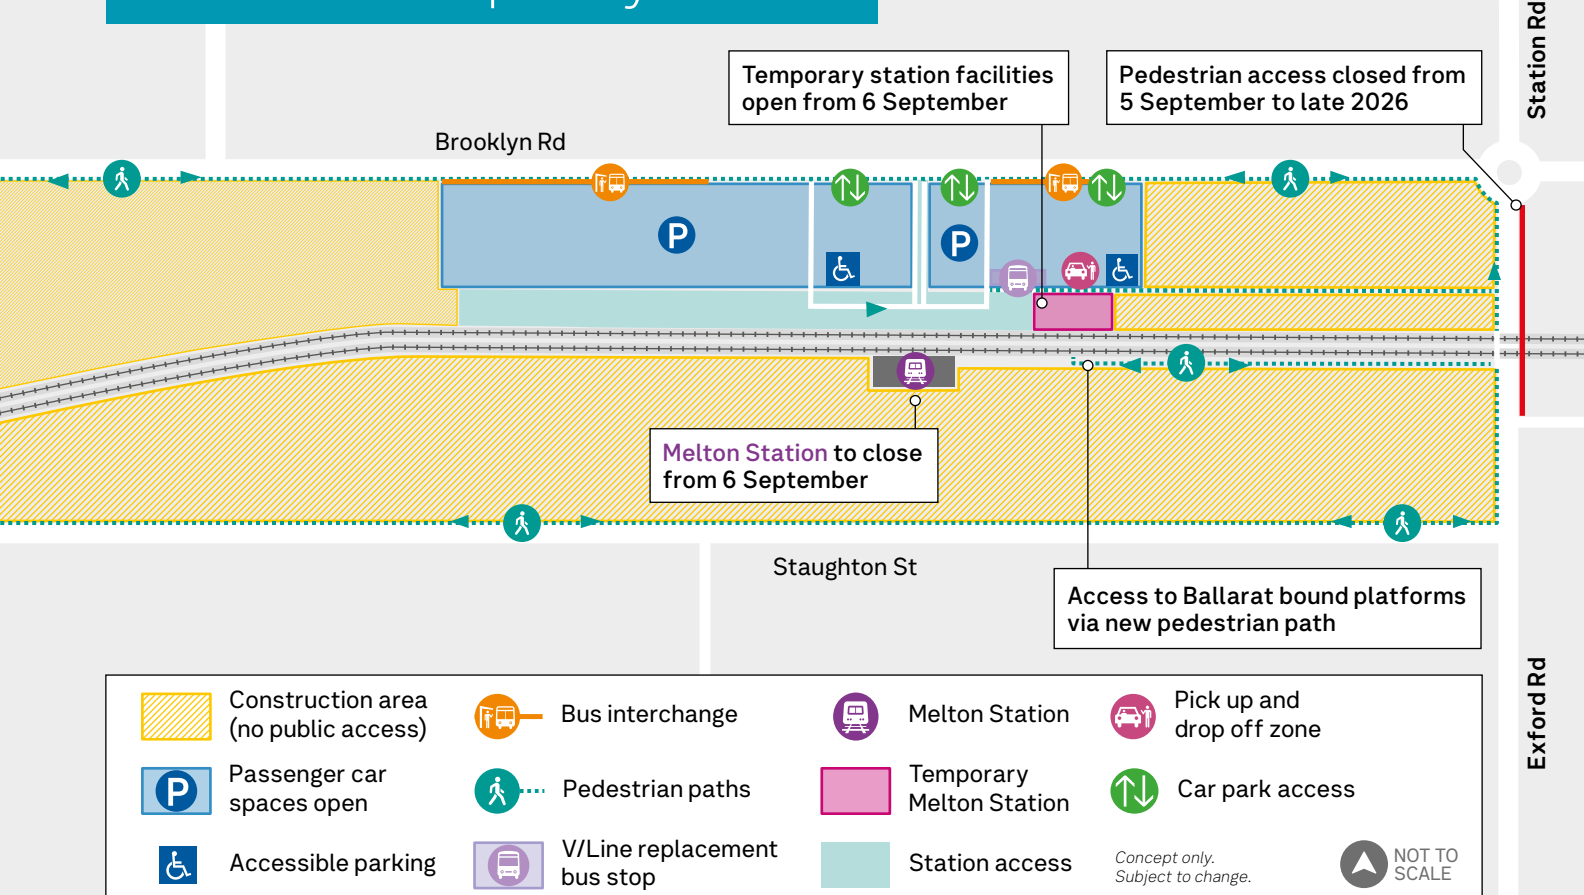 Station Rd
Temporary station facilities
open from 6 September
Pedestrian access closed from
5 September to late 2026
Brooklyn Rd
P
P
Melton Station to close
from 6 September
Staughton St
Access to Ballarat bound platforms
via new pedestrian path
Exford Rd
Construction area
(no public access)
Bus interchange
Melton Station
Pick up and
drop off zone
P
Passenger car
spaces open
Pedestrian paths
Temporary
Melton Station
Car park access
Accessible parking
V/Line replacement
bus stop
Station access
Concept only.
Subject to change.
NOT TO
SCALE